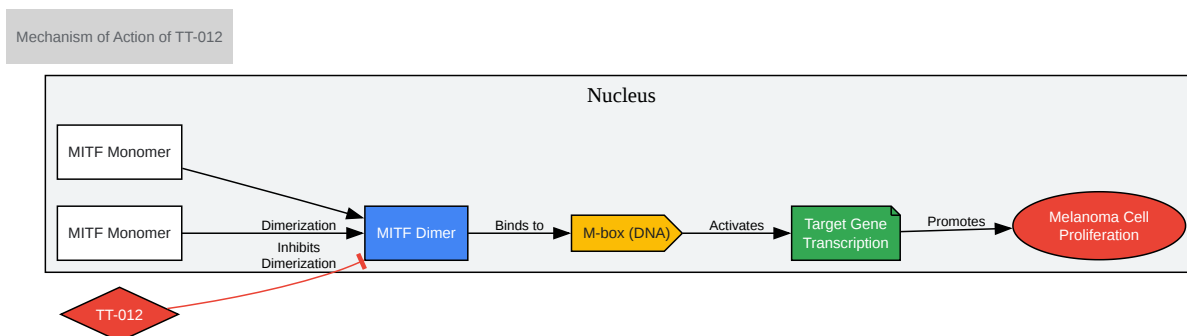 Mechanism of Action of TT-012
Nucleus
MITF Monomer
MITF Monomer
Dimerization
Inhibits
Dimerization
MITF Dimer
Binds to
M-box (DNA)
Activates
Target Gene
Transcription
Promotes
Melanoma Cell
Proliferation
TT-012